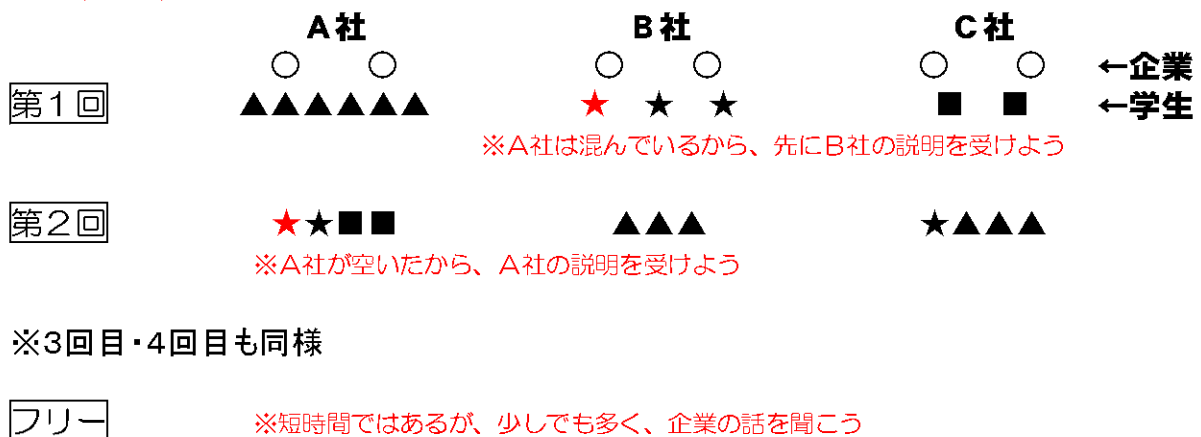 A社 B社 C社
○ ○ ○ ○ ○ ○ ←企業
第1回 ▲▲▲▲▲▲ ★ ★ ★ ■ ■ ←学生
※A社は混んでいるから、先にB社の説明を受けよう
第2回 ★★■■ ▲▲▲ ★▲▲▲
※A社が空いたから、A社の説明を受けよう
※3回目・4回目も同様
フリー ※短時間ではあるが、少しでも多く、企業の話を聞こう